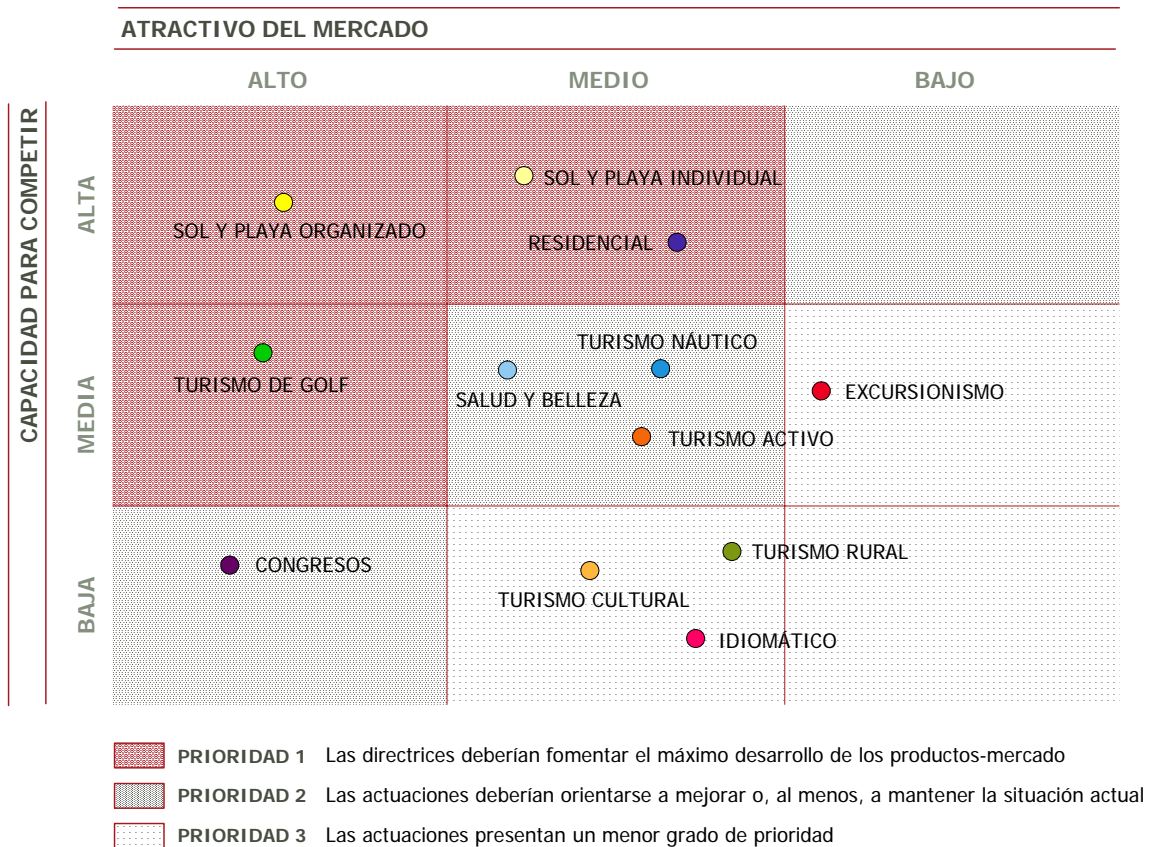 ATRACTIVO DEL MERCADO
ALTO
MEDIO
BAJO
CAPACIDAD PARA COMPETIR
ALTA
SOL Y PLAYA INDIVIDUAL
SOL Y PLAYA ORGANIZADO
RESIDENCIAL
MEDIA
TURISMO NÁUTICO
TURISMO DE GOLF
SALUD Y BELLEZA
EXCURSIONISMO
TURISMO ACTIVO
BAJA
CONGRESOS
TURISMO RURAL
TURISMO CULTURAL
IDIOMÁTICO
PRIORIDAD 1 Las directrices deberían fomentar el máximo desarrollo de los productos-mercado
PRIORIDAD 2 Las actuaciones deberían orientarse a mejorar o, al menos, a mantener la situación actual
PRIORIDAD 3 Las actuaciones presentan un menor grado de prioridad